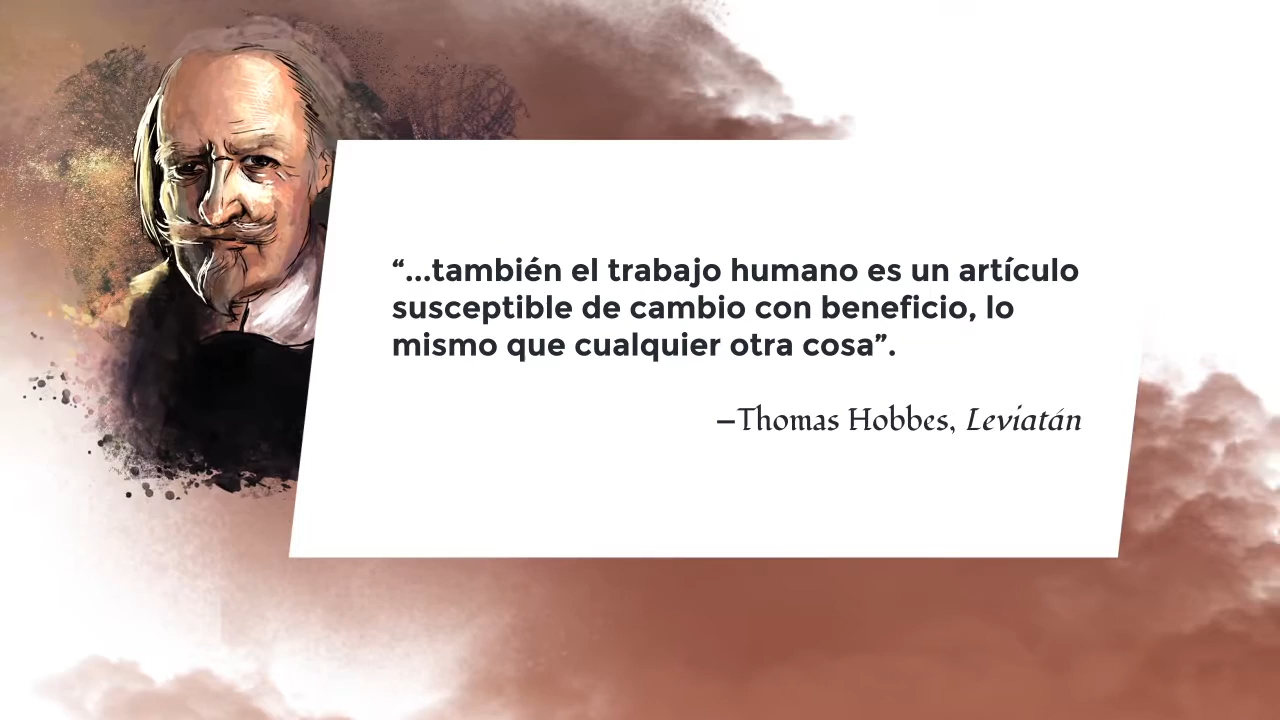 “...también el trabajo humano es un artículo
susceptible de cambio con beneficio, lo
mismo que cualquier otra cosa”.
–Thomas Hobbes, Leviatán